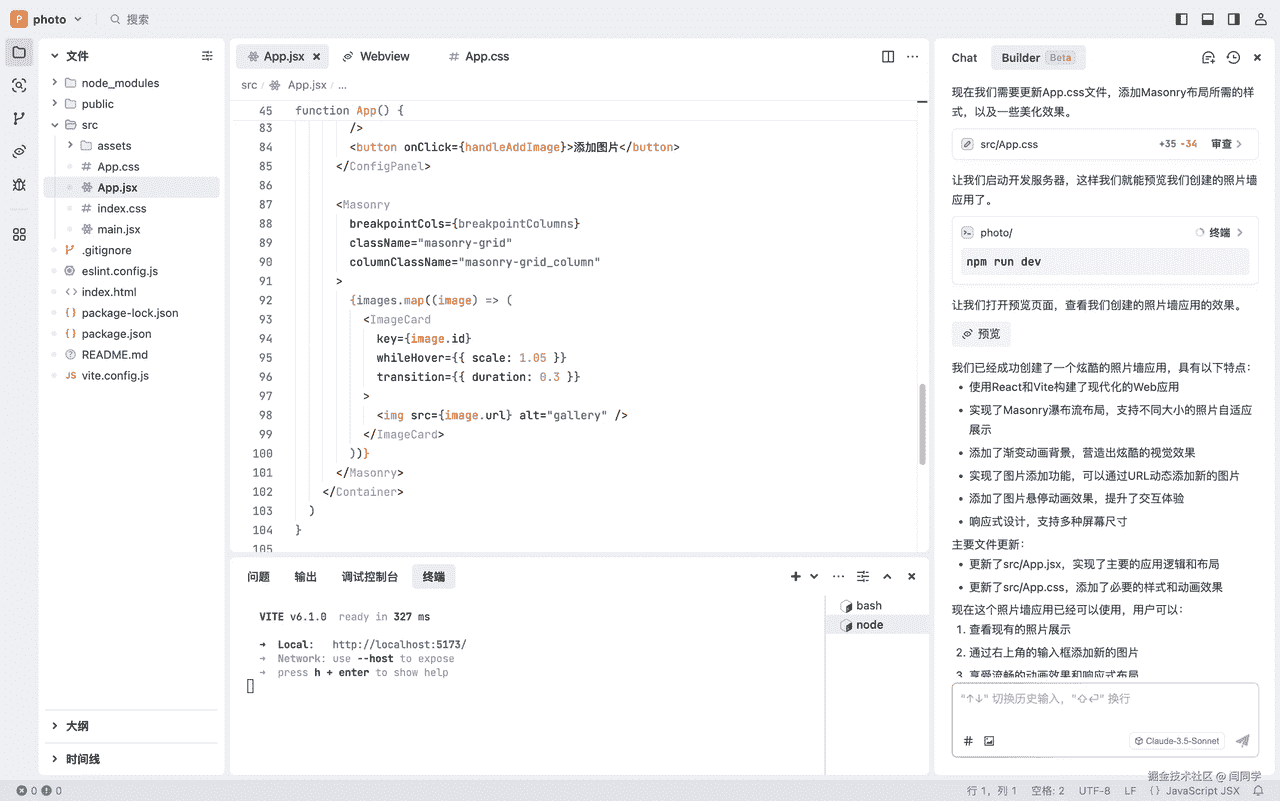 P photo 搜索
文件
node_modules
public
src
assets
App.css
App.jsx
index.css
main.jsx
.gitignore
eslint.config.js
index.html
package-lock.json
package.json
README.md
JS vite.config.js
大纲
时间线
App.jsx Webview # App.css
src / App.jsx / ...
45 function App() {
83 />
84 <button onClick={handleAddImage}>添加图片</button>
85 </ConfigPanel>
86
87 <Masonry
88 breakpointCols={breakpointColumns}
89 className="masonry-grid"
90 columnClassName="masonry-grid_column"
91 >
92 {images.map((image) => (
93 <ImageCard
94 key={image.id}
95 whileHover={{ scale: 1.05 }}
96 transition={{ duration: 0.3 }}
97 >
98 <img src={image.url} alt="gallery" />
99 </ImageCard>
100 ))}
101 </Masonry>
102 </Container>
103 )
104 }
105
问题 输出 调试控制台 终端
VITE v6.1.0 ready in 327 ms
➜ Local: http://localhost:5173/
➜ Network: use --host to expose
➜ press h + enter to show help
bash
node
Chat Builder Beta
现在我们需要更新App.css文件，添加Masonry布局所需的样
式，以及一些美化效果。
src/App.css +35 -34 审查
让我们启动开发服务器，这样我们就能预览我们创建的照片墙
应用了。
photo/ 终端
npm run dev
让我们打开预览页面，查看我们创建的照片墙应用的效果。
预览
我们已经成功创建了一个炫酷的照片墙应用，具有以下特点：
• 使用React和Vite构建了现代化的Web应用
• 实现了Masonry瀑布流布局，支持不同大小的照片自适应
展示
• 添加了渐变动画背景，营造出炫酷的视觉效果
• 实现了图片添加功能，可以通过URL动态添加新的图片
• 添加了图片悬停动画效果，提升了交互体验
• 响应式设计，支持多种屏幕尺寸
主要文件更新：
• 更新了src/App.jsx，实现了主要的应用逻辑和布局
• 更新了src/App.css，添加了必要的样式和动画效果
现在这个照片墙应用已经可以使用，用户可以：
1. 查看现有的照片展示
2. 通过右上角的输入框添加新的图片
3. 享受流畅的动画效果和响应式布局
"↑↓" 切换历史输入，"⇧⏎" 换行
# Claude-3.5-Sonnet
掘金技术社区 @ 闫同学
0 0 行 1，列 1 空格: 2 UTF-8 LF {} JavaScript JSX